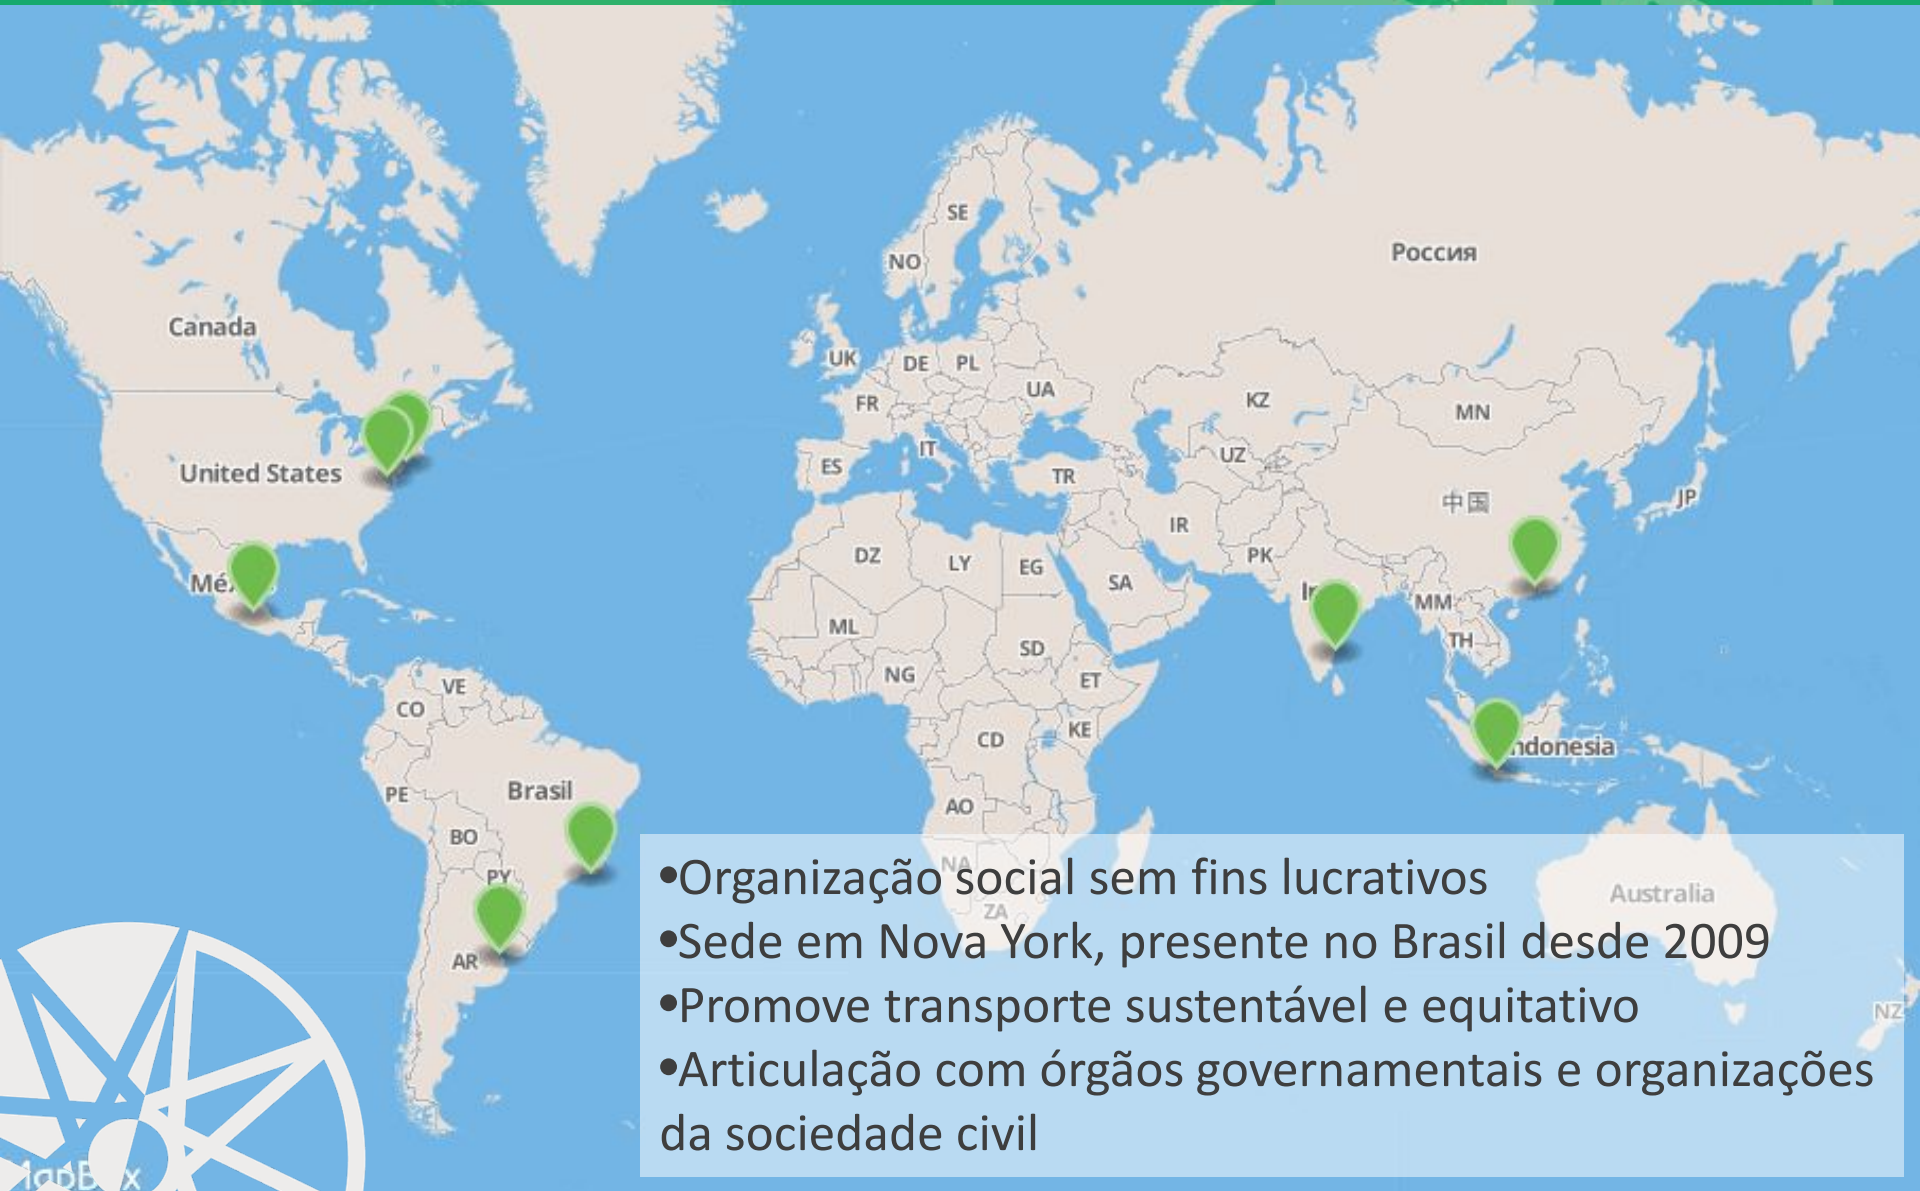 SE
NO
Россия
Canada
UK
DE
PL
UA
FR
KZ
MN
IT
UZ
United States
ES
TR
中国
JP
IR
DZ
LY
EG
PK
SA
MM
ML
TH
SD
NG
ET
VE
CO
KE
CD
Brasil
PE
AO
BO
NA
PY
Australia
ZA
AR
NZ
•Organização social sem fins lucrativos
•Sede em Nova York, presente no Brasil desde 2009
•Promove transporte sustentável e equitativo
•Articulação com órgãos governamentais e organizações
da sociedade civil